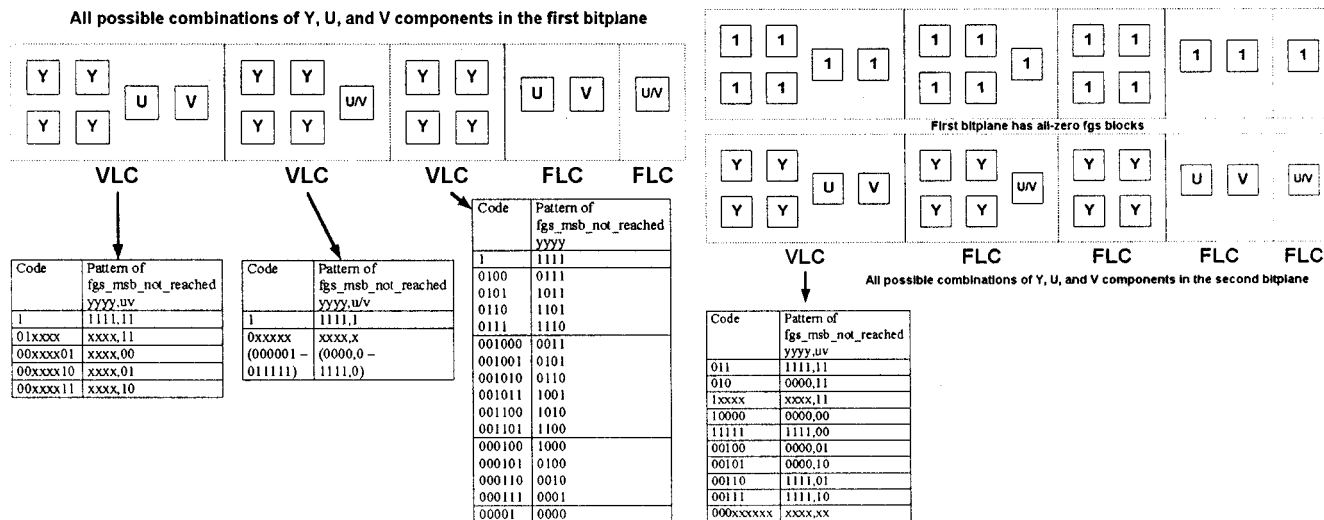 All possible combinations of Y, U, and V components in the first bitplane
Y Y Y Y Y Y
U V U/V U V U/V
Y Y Y Y Y Y
VLC VLC VLC FLC FLC
Code Pattern of
fgs_msb_not_reached
yyyy,uv
1 1111,11
01xxxx xxxx,11
00xxxx01 xxxx,00
00xxxx10 xxxx,01
00xxxx11 xxxx,10
Code Pattern of
fgs_msb_not_reached
yyyy,u/v
1 1111,1
0xxxxx xxxx,x
(000001 – (0000,0 –
011111) 1111,0)
Code Pattern of
fgs_msb_not_reached
yyyy
1 1111
0100 0111
0101 1011
0110 1101
0111 1110
001000 0011
001001 0101
001010 0110
001011 1001
001100 1010
001101 1100
000100 1000
000101 0100
000110 0010
000111 0001
00001 0000
1 1 1 1 1 1
1 1 1 1 1 1
1 1 1 1 1 1
First bitplane has all-zero fgs blocks
Y Y Y Y Y Y
U V U/V U V U/V
Y Y Y Y Y Y
VLC FLC FLC FLC FLC
All possible combinations of Y, U, and V components in the second bitplane
Code Pattern of
fgs_msb_not_reached
yyyy,uv
011 1111,11
010 0000,11
1xxxx xxxx,11
10000 0000,00
11111 1111,00
00100 0000,01
00101 0000,10
00110 1111,01
00111 1111,10
000xxxxxx xxxx,xx